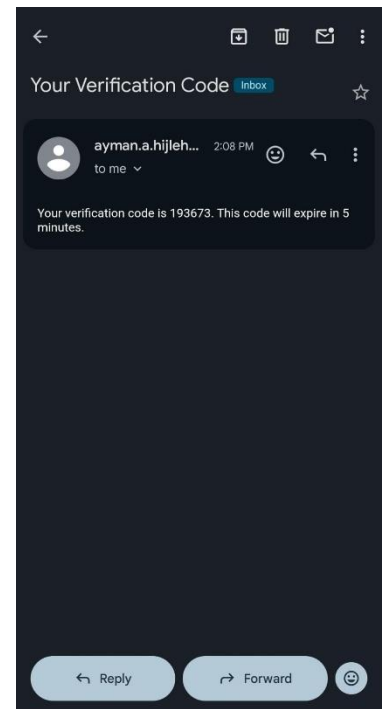 Your Verification Code Inbox
ayman.a.hijleh... 2:08 PM
to me
Your verification code is 193673. This code will expire in 5
minutes.
Reply Forward